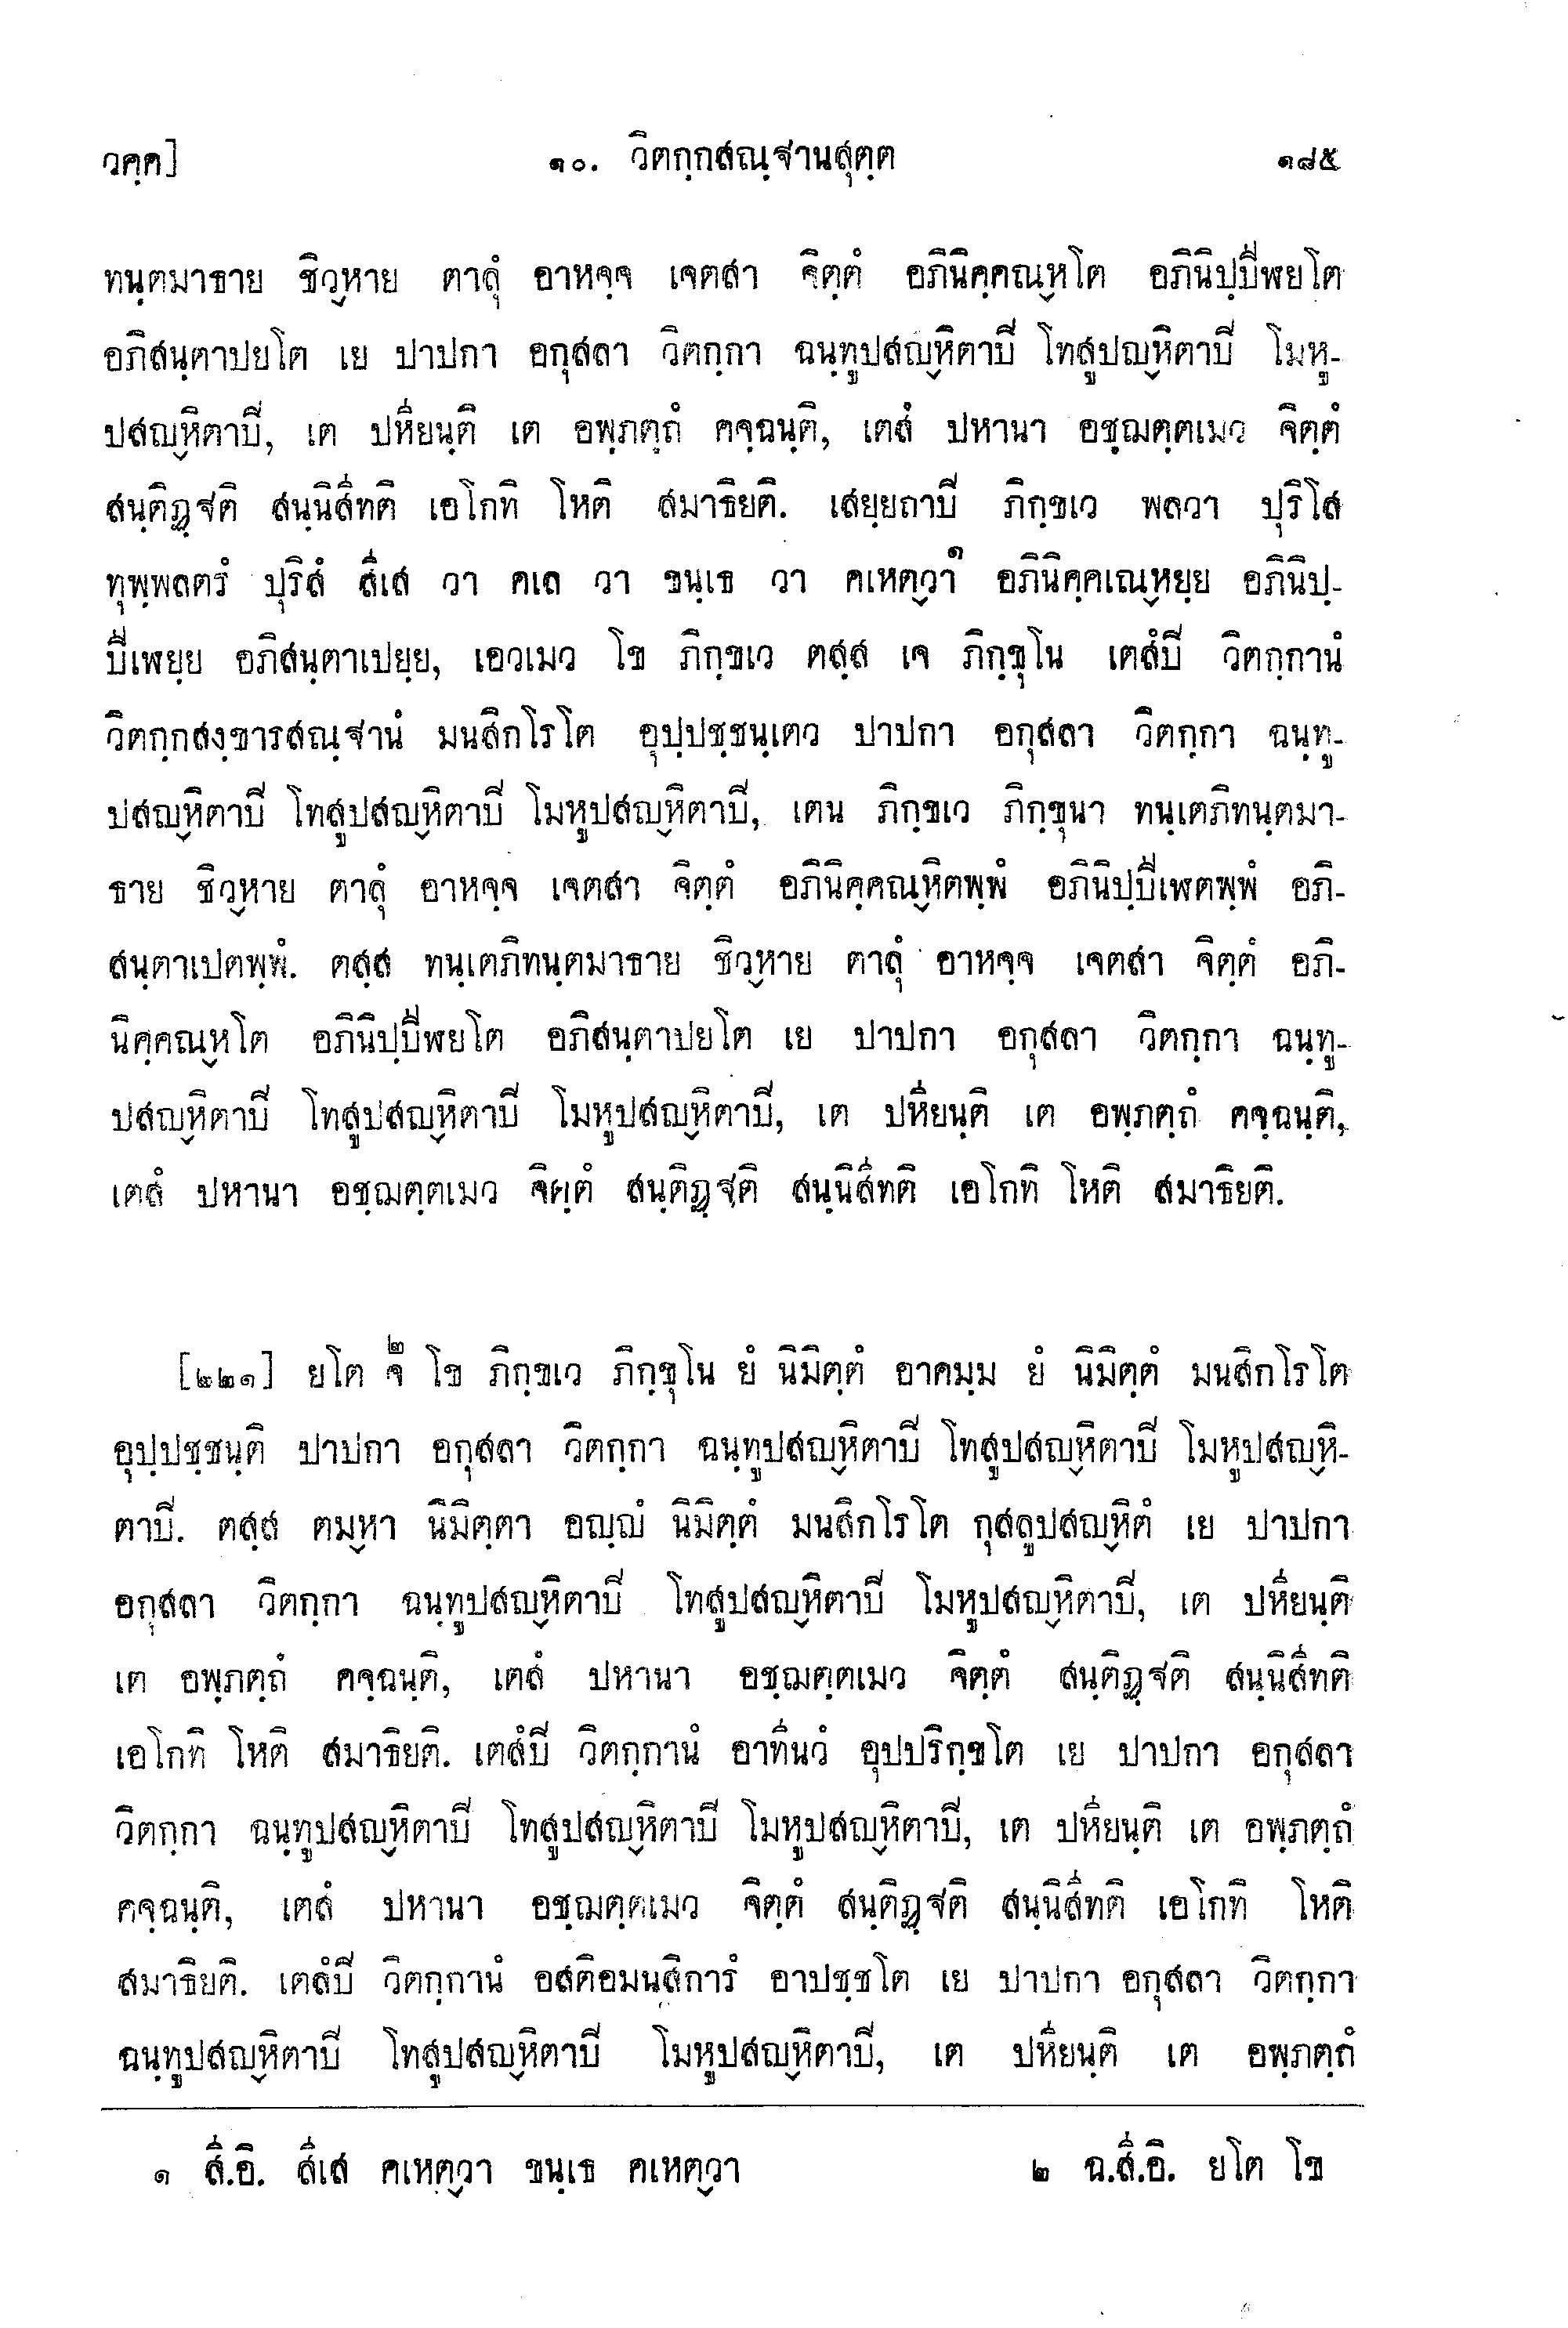 วคฺค] ๑๐. วิตกฺกสณฺฐานสุตฺต ๑๘๕
ทนฺตมาธาย ชิวฺหาย ตาลุํ อาหจฺจ เจตสา จิตฺตํ อภินิคฺคณฺหโต อภินิปฺปีฬยโต
อภิสนฺตาปยโต เย ปาปกา อกุสลา วิตกฺกา ฉนฺทูปสญฺหิตาปิ โทสูปญฺหิตาปิ โมหู-
ปสญฺหิตาปิ, เต ปหียนฺติ เต อพฺภตฺถํ คจฺฉนฺติ, เตสํ ปหานา อชฺฌตฺตเมว จิตฺตํ
สนฺติฏฺฐติ สนฺนิสีทติ เอโกทิ โหติ สมาธิยติ. เสยฺยถาปิ ภิกฺขเว พลวา ปุริโส
ทุพฺพลตรํ ปุริสํ สีเส วา คเล วา ขนฺเธ วา คเหตฺวา๑ อภินิคฺคเณฺหยฺย อภินิปฺ-
ปีเฬยฺย อภิสนฺตาเปยฺย, เอวเมว โข ภิกฺขเว ตสฺส เจ ภิกฺขุโน เตสํปิ วิตกฺกานํ
วิตกฺกสงฺขารสณฺฐานํ มนสิกโรโต อุปฺปชฺชนฺเตว ปาปกา อกุสลา วิตกฺกา ฉนฺทู-
ปสญฺหิตาปิ โทสูปสญฺหิตาปิ โมหูปสญฺหิตาปิ, เตน ภิกฺขเว ภิกฺขุนา ทนฺเตภิทนฺตมา-
ธาย ชิวฺหาย ตาลุํ อาหจฺจ เจตสา จิตฺตํ อภินิคฺคณฺหิตพฺพํ อภินิปฺปีเฬตพฺพํ อภิ-
สนฺตาเปตพฺพํ. ตสฺส ทนฺเตภิทนฺตมาธาย ชิวฺหาย ตาลุํ อาหจฺจ เจตสา จิตฺตํ อภิ-
นิคฺคณฺหโต อภินิปฺปีฬยโต อภิสนฺตาปยโต เย ปาปกา อกุสลา วิตกฺกา ฉนฺทู-
ปสญฺหิตาปิ โทสูปสญฺหิตาปิ โมหูปสญฺหิตาปิ, เต ปหียนฺติ เต อพฺภตฺถํ คจฺฉนฺติ,
เตสํ ปหานา อชฺฌตฺตเมว จิตฺตํ สนฺติฏฺฐติ สนฺนิสีทติ เอโกทิ โหติ สมาธิยติ.
[๒๒๑] ยโต จ๒ โข ภิกฺขเว ภิกฺขุโน ยํ นิมิตฺตํ อาคมฺม ยํ นิมิตฺตํ มนสิกโรโต
อุปฺปชฺชนฺติ ปาปกา อกุสลา วิตกฺกา ฉนฺทูปสญฺหิตาปิ โทสูปสญฺหิตาปิ โมหูปสญฺหิ-
ตาปิ. ตสฺส ตมฺหา นิมิตฺตา อญฺญํ นิมิตฺตํ มนสิกโรโต กุสลูปสญฺหิตํ เย ปาปกา
อกุสลา วิตกฺกา ฉนฺทูปสญฺหิตาปิ โทสูปสญฺหิตาปิ โมหูปสญฺหิตาปิ, เต ปหียนฺติ
เต อพฺภตฺถํ คจฺฉนฺติ, เตสํ ปหานา อชฺฌตฺตเมว จิตฺตํ สนฺติฏฺฐติ สนฺนิสีทติ
เอโกทิ โหติ สมาธิยติ. เตสํปิ วิตกฺกานํ อาทีนวํ อุปปริกฺขโต เย ปาปกา อกุสลา
วิตกฺกา ฉนฺทูปสญฺหิตาปิ โทสูปสญฺหิตาปิ โมหูปสญฺหิตาปิ, เต ปหียนฺติ เต อพฺภตฺถํ
คจฺฉนฺติ, เตสํ ปหานา อชฺฌตฺตเมว จิตฺตํ สนฺติฏฺฐติ สนฺนิสีทติ เอโกทิ โหติ
สมาธิยติ. เตสํปิ วิตกฺกานํ อสติอมนสิการํ อาปชฺชโต เย ปาปกา อกุสลา วิตกฺกา
ฉนฺทูปสญฺหิตาปิ โทสูปสญฺหิตาปิ โมหูปสญฺหิตาปิ, เต ปหียนฺติ เต อพฺภตฺถํ
๑ สี.อิ. สีเส คเหตฺวา ขนฺเธ คเหตฺวา ๒ ฉ.สี.อิ. ยโต โข